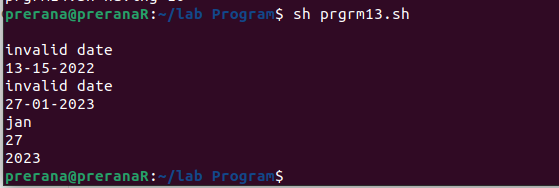 prerana@preranaR:~/lab Program$ sh prgrm13.sh
invalid date
13-15-2022
invalid date
27-01-2023
jan
27
2023
prerana@preranaR:~/lab Program$